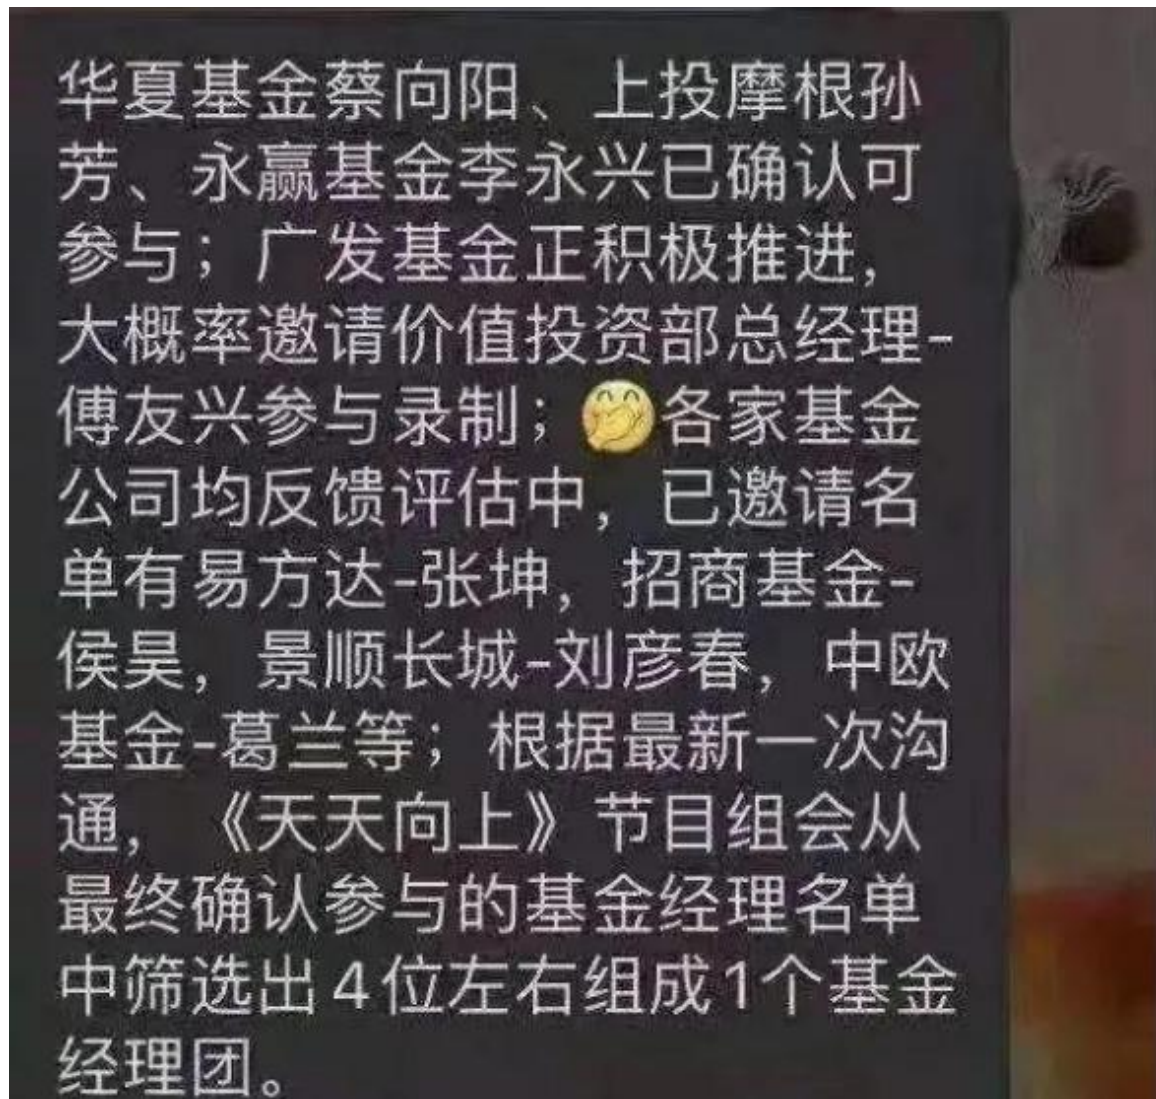 华夏基金蔡向阳、上投摩根孙
芳、永赢基金李永兴已确认可
参与；广发基金正积极推进，
大概率邀请价值投资部总经理-
傅友兴参与录制；🤭各家基金
公司均反馈评估中，已邀请名
单有易方达-张坤，招商基金-
侯昊，景顺长城-刘彦春，中欧
基金-葛兰等；根据最新一次沟
通，《天天向上》节目组会从
最终确认参与的基金经理名单
中筛选出4位左右组成1个基金
经理团。